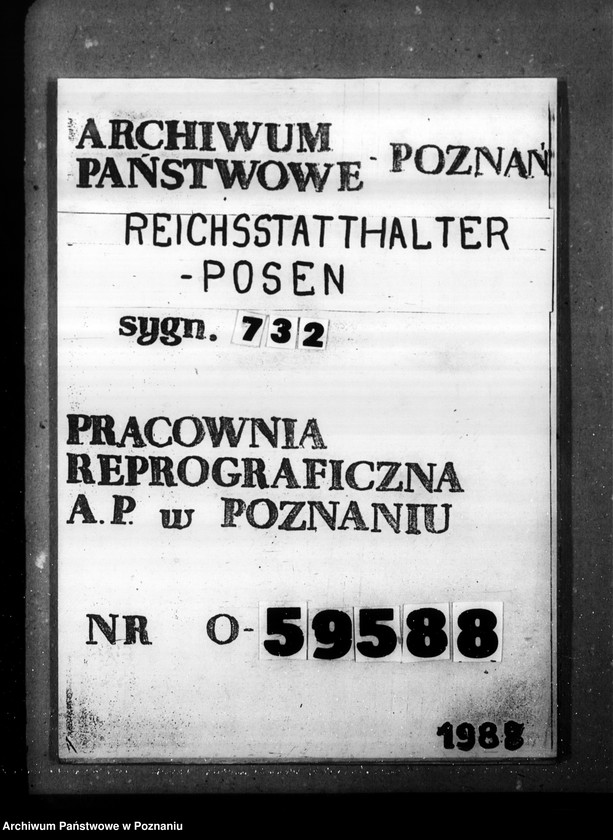 ARCHIWUM
PAŃSTWOWE - POZNAŃ
REICHSSTATTHALTER
-POSEN
sygn. 732
PRACOWNIA
REPROGRAFICZNA
A.P. w POZNANIU
NR O-59588
1988
Archiwum Państwowe w Poznaniu